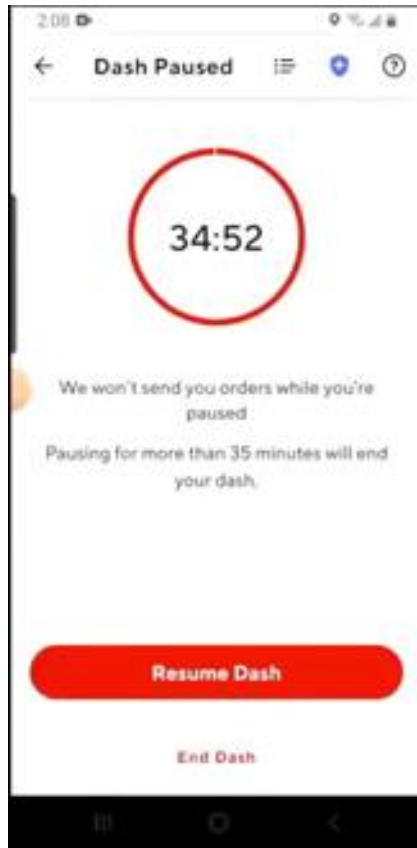 2:08
Dash Paused
34:52
We won't send you orders while you're
paused
Pausing for more than 35 minutes will end
your dash.
Resume Dash
End Dash